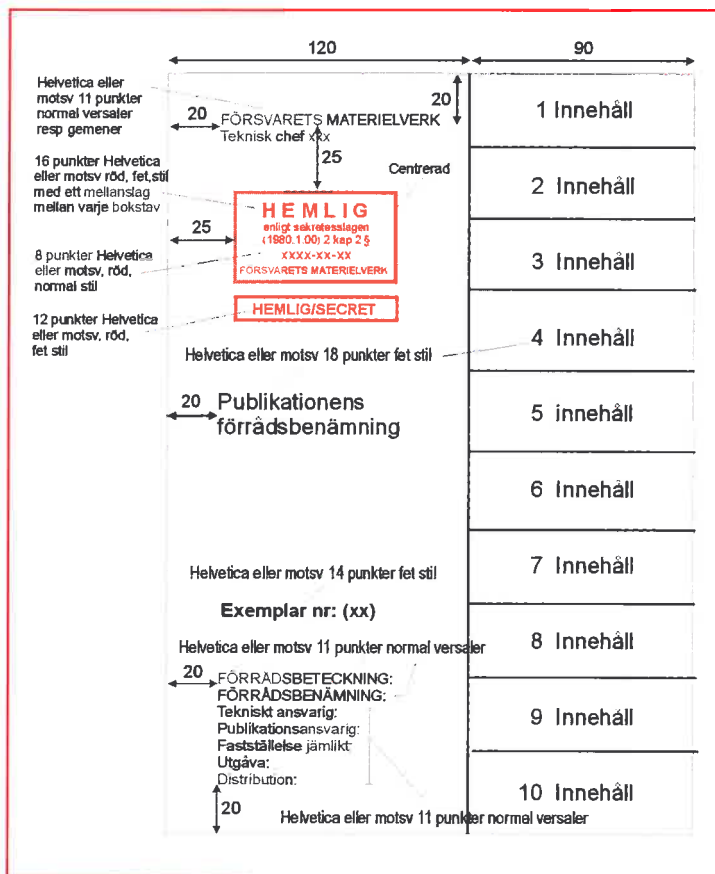 120
90
Helvetica eller
motsv 11 punkter
normal versaler
resp gemener
20
FÖRSVARETS MATERIELVERK
Teknisk chef xxx
20
1 Innehåll
25
16 punkter Helvetica
eller motsv röd, fet,stil
med ett mellanslag
mellan varje bokstav
Centrerad
2 Innehåll
25
H E M L I G
enligt sekretesslagen
(1980.1.00) 2 kap 2 §
xxxx-xx-xx
FÖRSVARETS MATERIELVERK
8 punkter Helvetica
eller motsv, röd,
normal stil
3 Innehåll
HEMLIG/SECRET
12 punkter Helvetica
eller motsv, röd,
fet stil
Helvetica eller motsv 18 punkter fet stil
4 Innehåll
20
Publikationens
förrådsbenämning
5 innehåll
6 Innehåll
Helvetica eller motsv 14 punkter fet stil
7 Innehåll
Exemplar nr: (xx)
Helvetica eller motsv 11 punkter normal versaler
8 Innehåll
20
FÖRRÅDSBETECKNING:
FÖRRÅDSBENÄMNING:
Tekniskt ansvarig:
Publikationsansvarig:
Fastställelse jämlikt:
Utgåva:
Distribution:
9 Innehåll
20
Helvetica eller motsv 11 punkter normal versaler
10 Innehåll